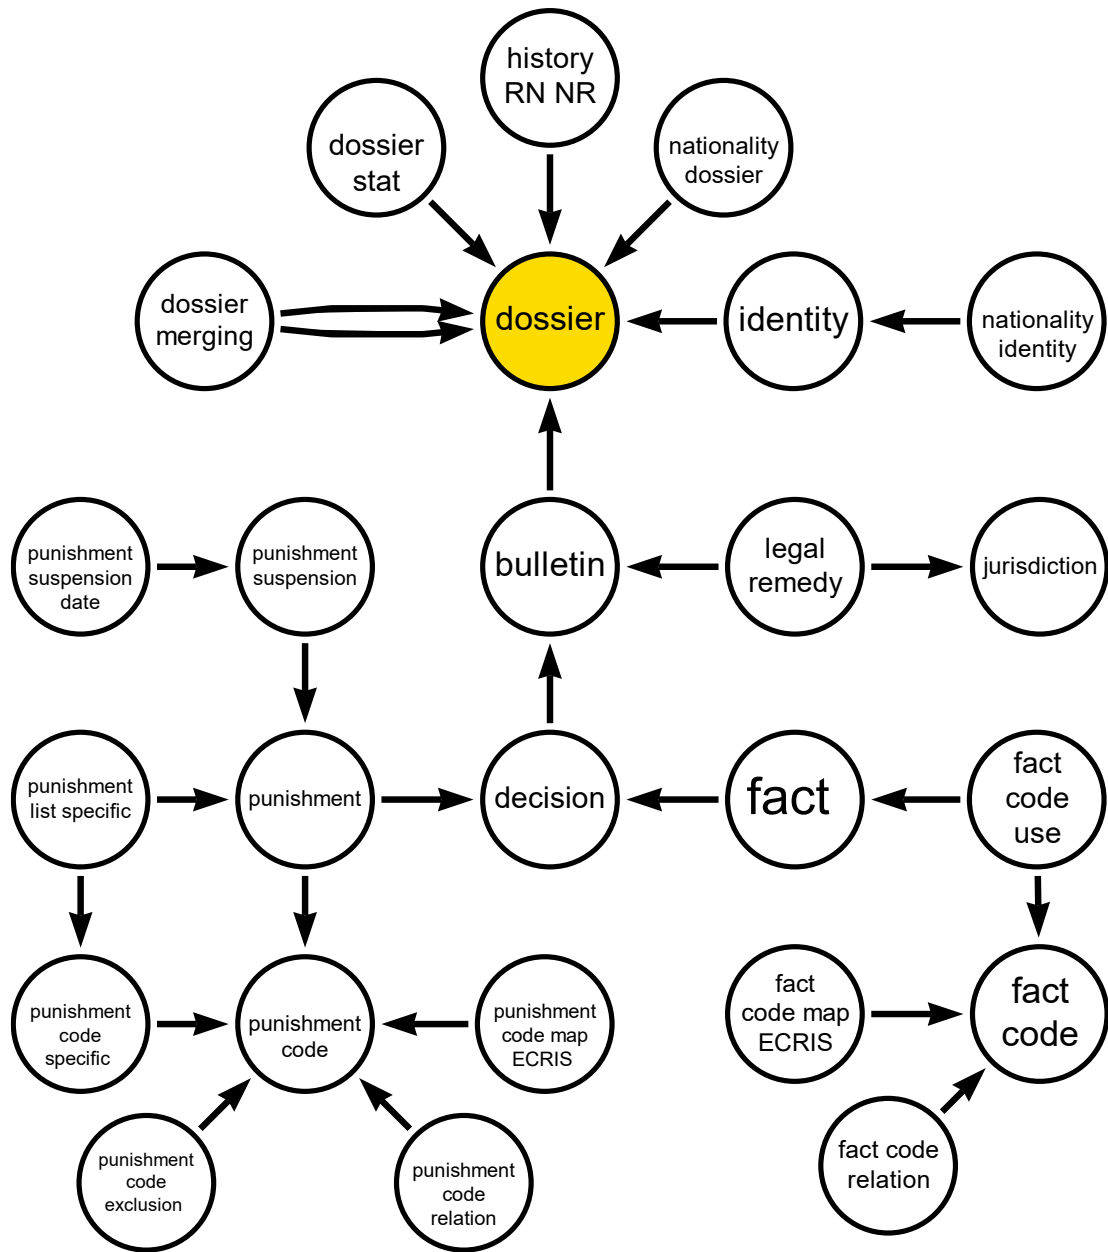 history
RN NR
dossier
stat
nationality
dossier
dossier
merging
dossier
identity
nationality
identity
punishment
suspension
date
punishment
suspension
bulletin
legal
remedy
jurisdiction
punishment
list specific
punishment
decision
fact
fact
code
use
punishment
code
specific
punishment
code
punishment
code map
ECRIS
fact
code map
ECRIS
fact
code
punishment
code
exclusion
punishment
code
relation
fact code
relation